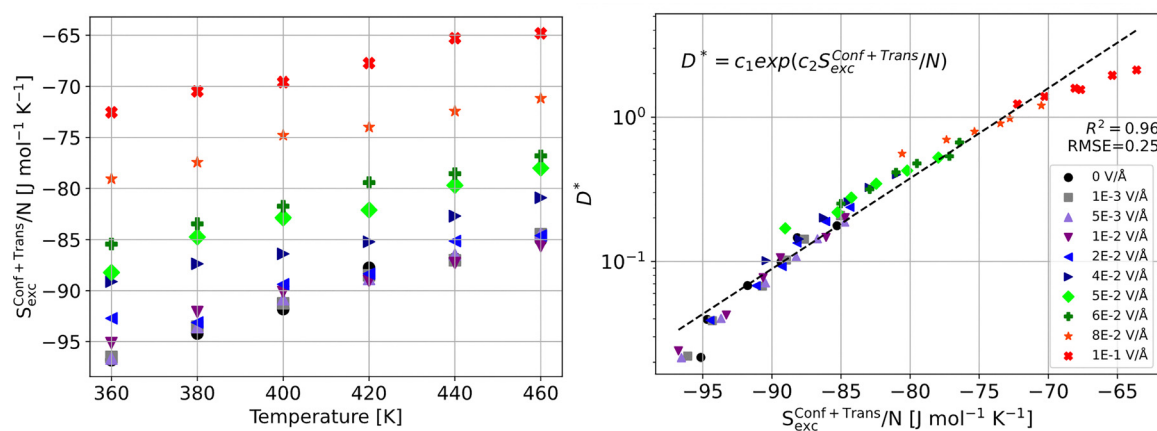 −65
−70
−75
−80
−85
−90
−95
360 380 400 420 440 460
Temperature [K]
S_exc^Conf+Trans/N [J mol⁻¹ K⁻¹]
D* = c₁exp(c₂S_exc^Conf+Trans/N)
R² = 0.96
RMSE=0.25
0 V/Å
1E-3 V/Å
5E-3 V/Å
1E-2 V/Å
2E-2 V/Å
4E-2 V/Å
5E-2 V/Å
6E-2 V/Å
8E-2 V/Å
1E-1 V/Å
10⁰
10⁻¹
D*
−95 −90 −85 −80 −75 −70 −65
S_exc^Conf+Trans/N [J mol⁻¹ K⁻¹]